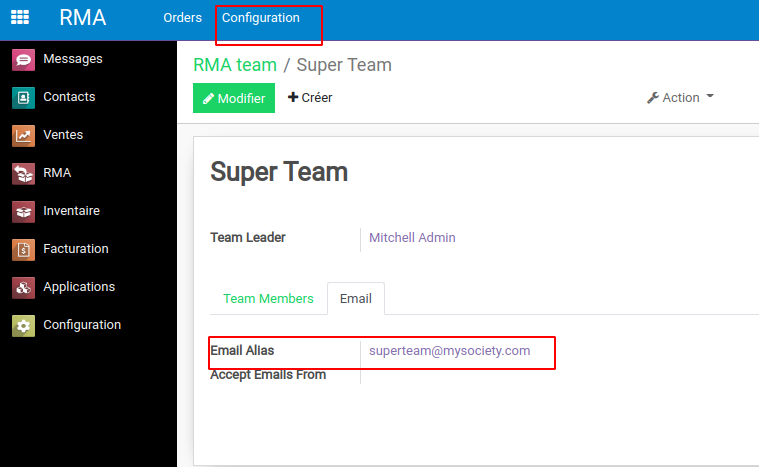 RMA Orders Configuration
Messages
Contacts
Ventes
RMA
Inventaire
Facturation
Applications
Configuration
RMA team / Super Team
Modifier Créer Action
Super Team
Team Leader Mitchell Admin
Team Members Email
Email Alias superteam@mysociety.com
Accept Emails From